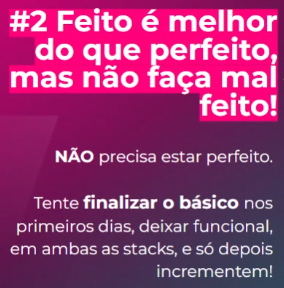 #2 Feito é melhor
do que perfeito,
mas não faça mal
feito!
NÃO precisa estar perfeito.
Tente finalizar o básico nos
primeiros dias, deixar funcional,
em ambas as stacks, e só depois
incrementem!